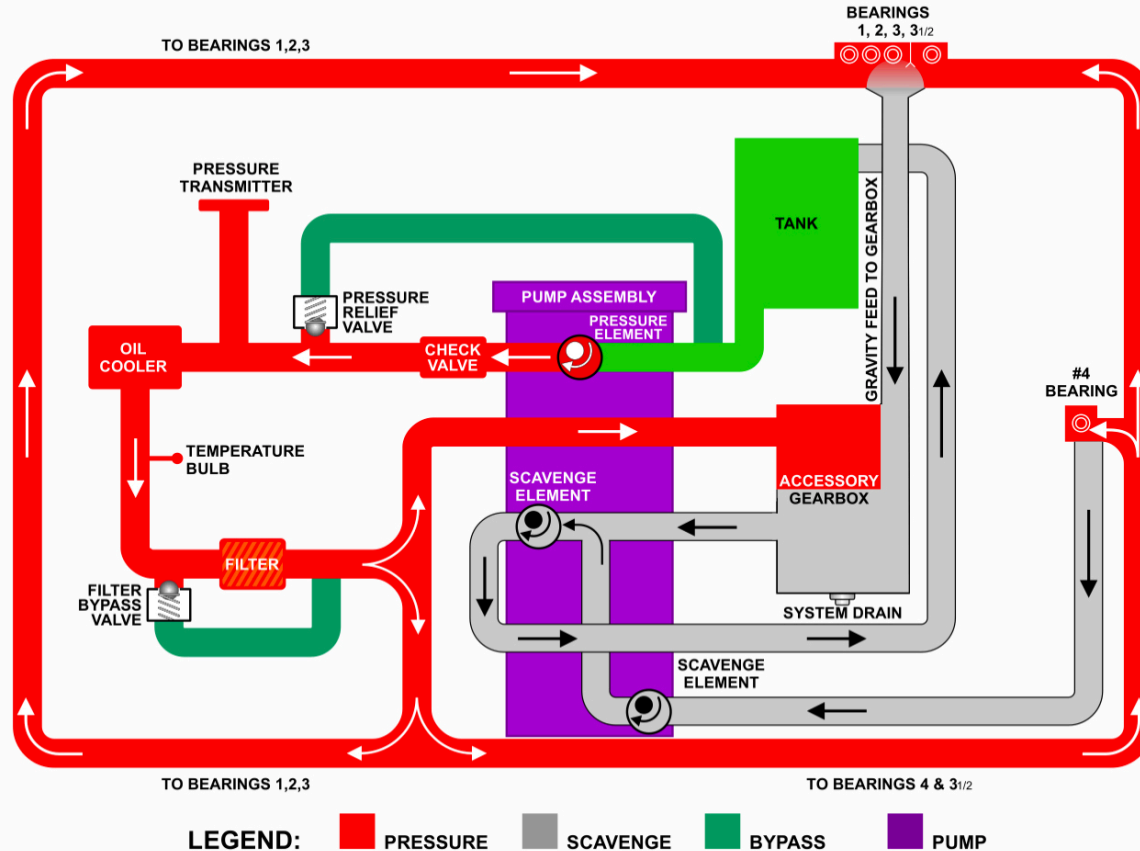 BEARINGS
1, 2, 3, 31/2
TO BEARINGS 1,2,3
PRESSURE
TRANSMITTER
TANK
GRAVITY FEED TO GEARBOX
PUMP ASSEMBLY
PRESSURE
RELIEF
VALVE
PRESSURE
ELEMENT
OIL
COOLER
CHECK
VALVE
#4
BEARING
TEMPERATURE
BULB
SCAVENGE
ELEMENT
ACCESSORY
GEARBOX
FILTER
FILTER
BYPASS
VALVE
SYSTEM DRAIN
SCAVENGE
ELEMENT
TO BEARINGS 1,2,3
TO BEARINGS 4 & 31/2
LEGEND:
PRESSURE
SCAVENGE
BYPASS
PUMP